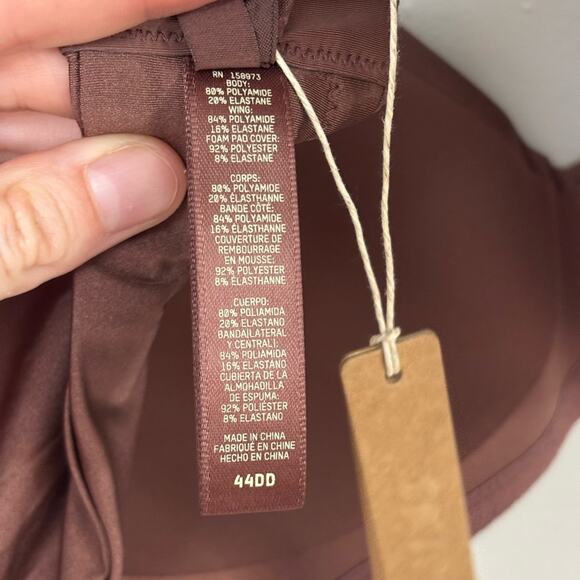 RN 158973
BODY:
80% POLYAMIDE
20% ELASTANE
WING:
84% POLYAMIDE
16% ELASTANE
FOAM PAD COVER:
92% POLYESTER
8% ELASTANE
CORPS:
80% POLYAMIDE
20% ÉLASTHANNE
BANDE CÔTÉ:
84% POLYAMIDE
16% ÉLASTHANNE
COUVERTURE DE
REMBOURRAGE
EN MOUSSE:
92% POLYESTER
8% ÉLASTHANNE
CUERPO:
80% POLIAMIDA
20% ELASTANO
BANDA(LATERAL
Y CENTRAL):
84% POLIAMIDA
16% ELASTANO
CUBIERTA DE LA
ALMOHADILLA
DE ESPUMA:
92% POLIÉSTER
8% ELASTANO
MADE IN CHINA
FABRIQUÉ EN CHINE
HECHO EN CHINA
44DD